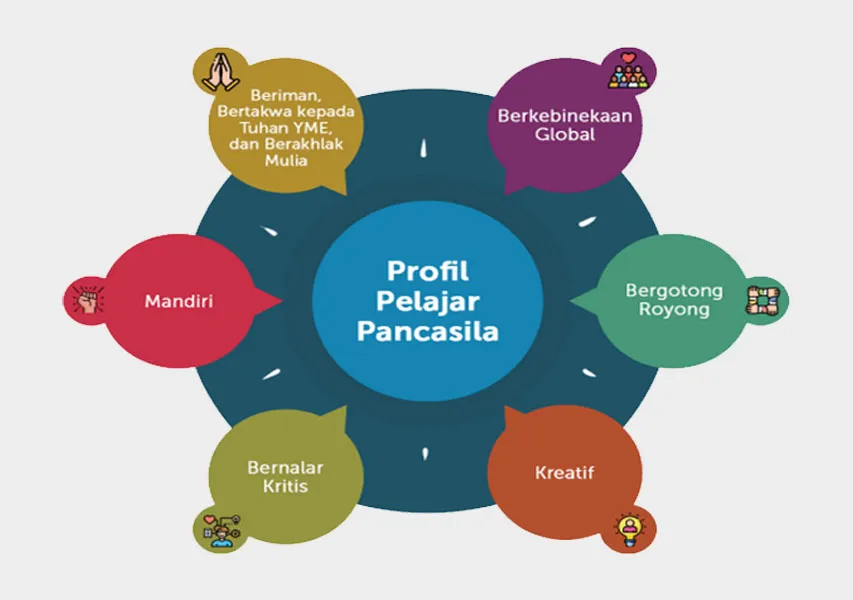 Beriman,
Bertakwa kepada
Tuhan YME,
dan Berakhlak
Mulia
Berkebinekaan
Global
Mandiri
Profil
Pelajar
Pancasila
Bergotong
Royong
Bernalar
Kritis
Kreatif